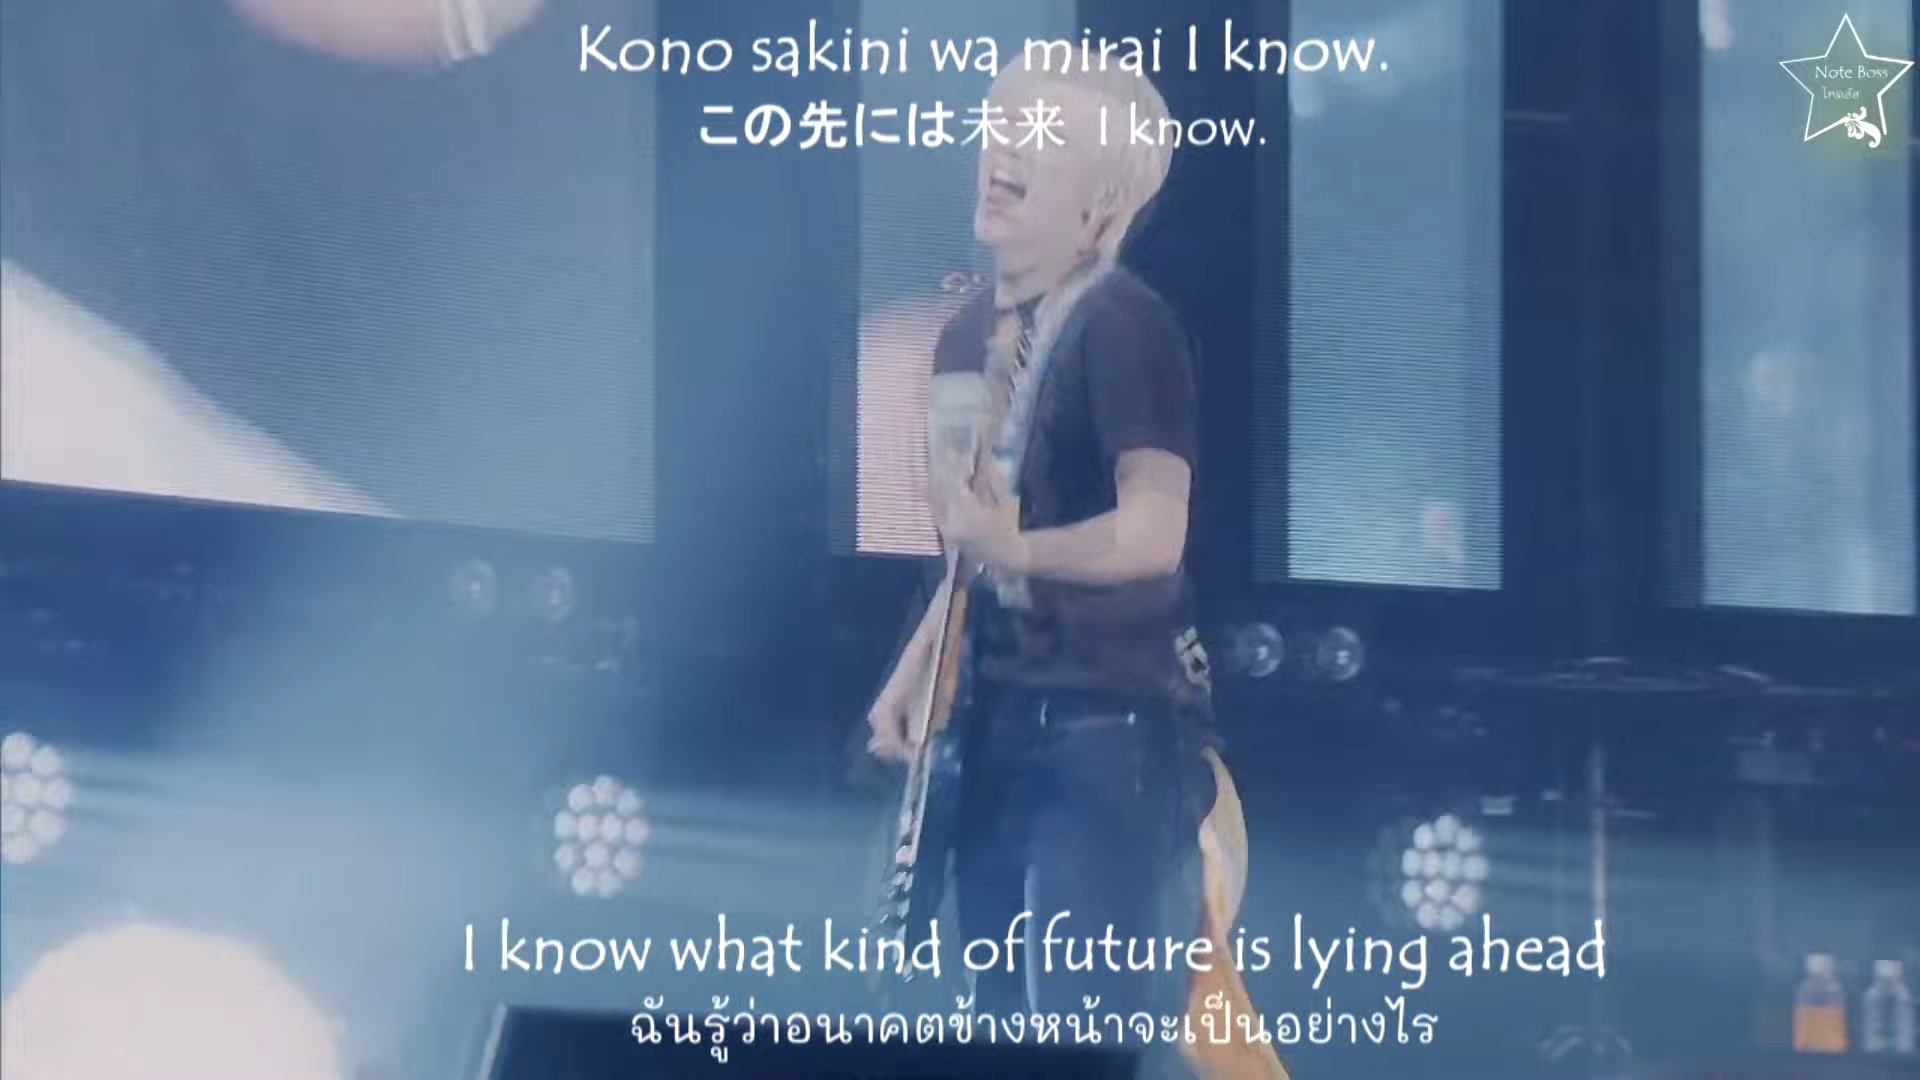 Kono sakini wa mirai I know.
この先には未来 I know.
Note Boss
I know what kind of future is lying ahead
ฉันรู้ว่าอนาคตข้างหน้าจะเป็นอย่างไร